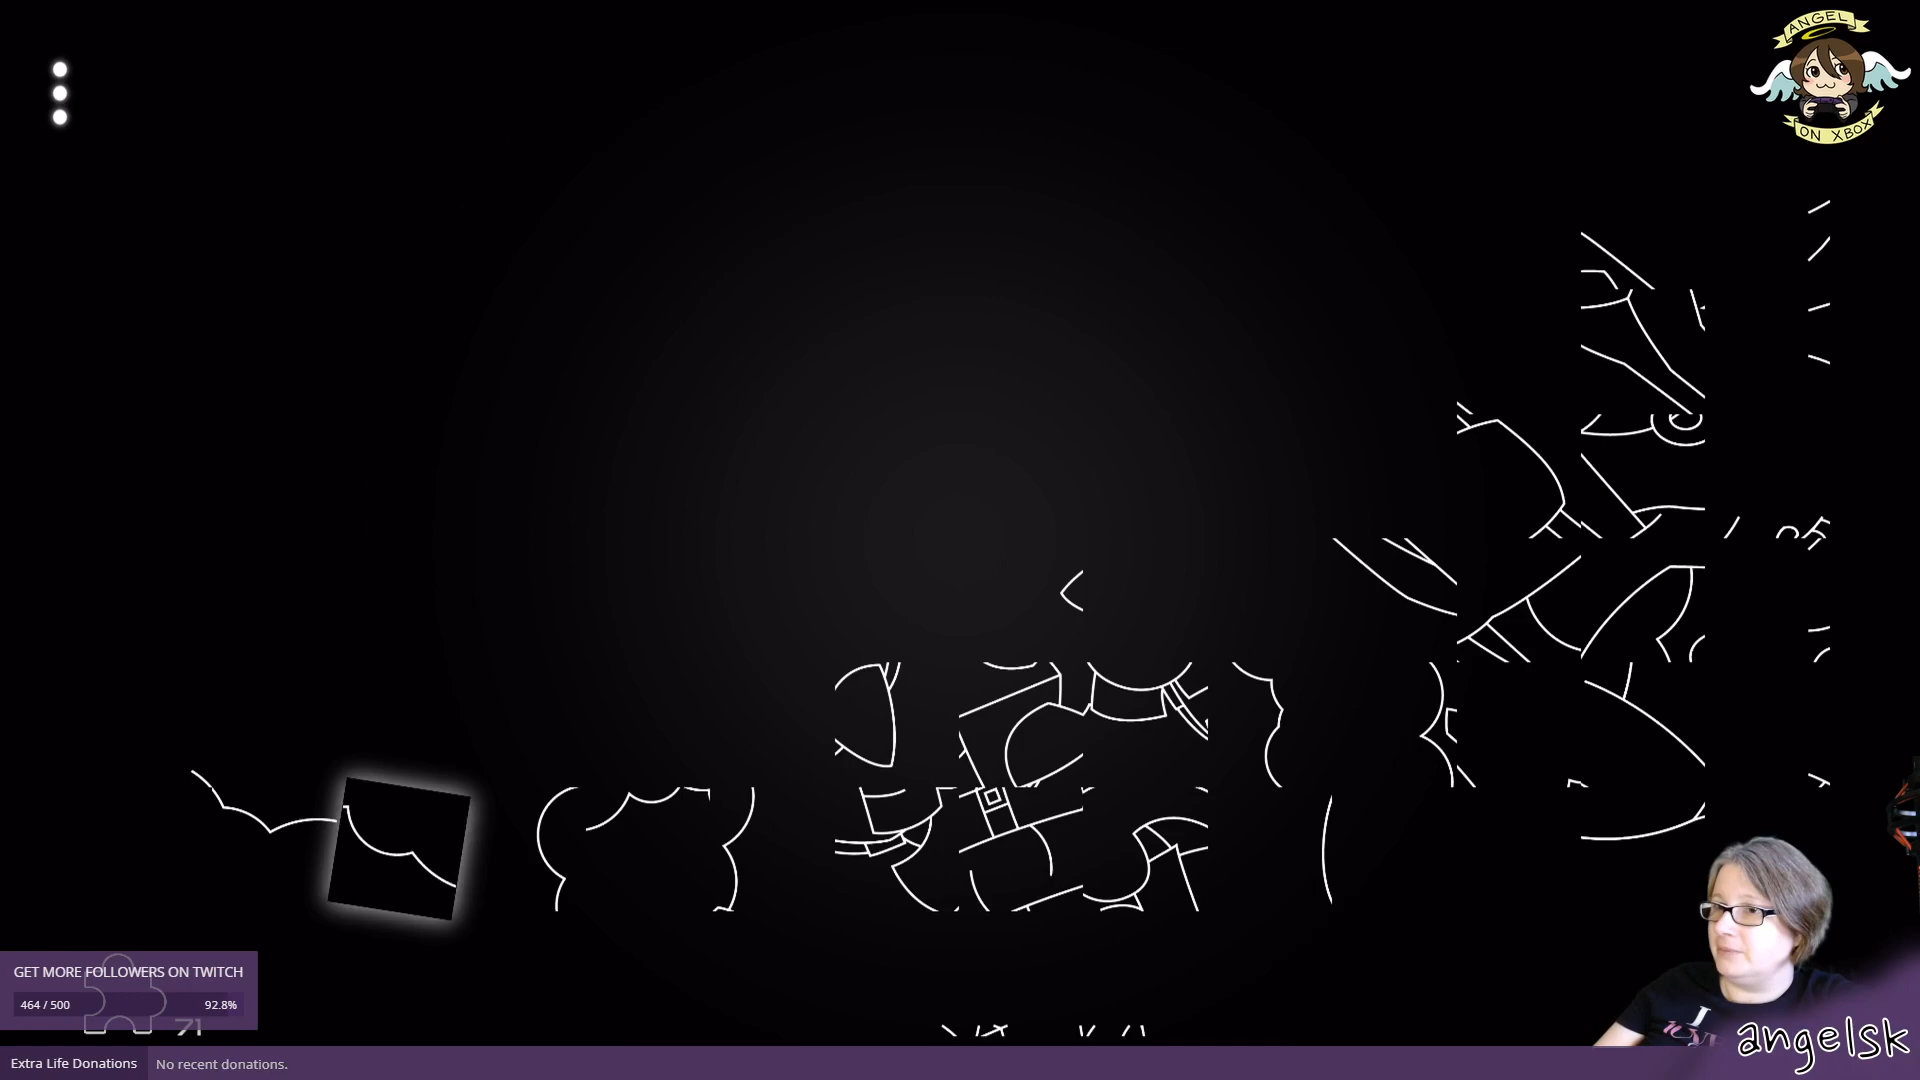 ANGEL
ON XBOX
GET MORE FOLLOWERS ON TWITCH
464 / 500
92.8%
71
I
angelsk
Extra Life Donations
No recent donations.